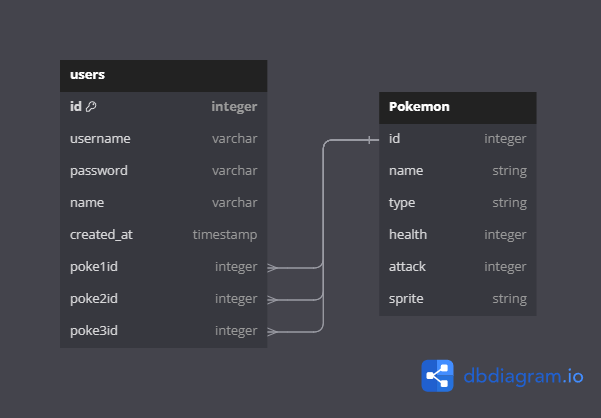 users
id integer
username varchar
password varchar
name varchar
created_at timestamp
poke1id integer
poke2id integer
poke3id integer
Pokemon
id integer
name string
type string
health integer
attack integer
sprite string
dbdiagram.io